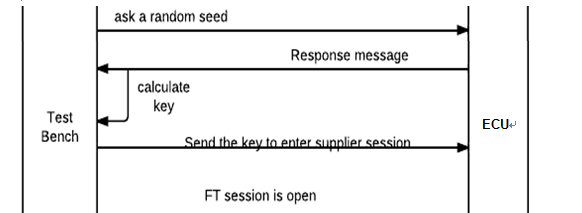 ask a random seed
Response message
calculate
key
Test
Bench
ECU
Send the key to enter supplier session
FT session is open